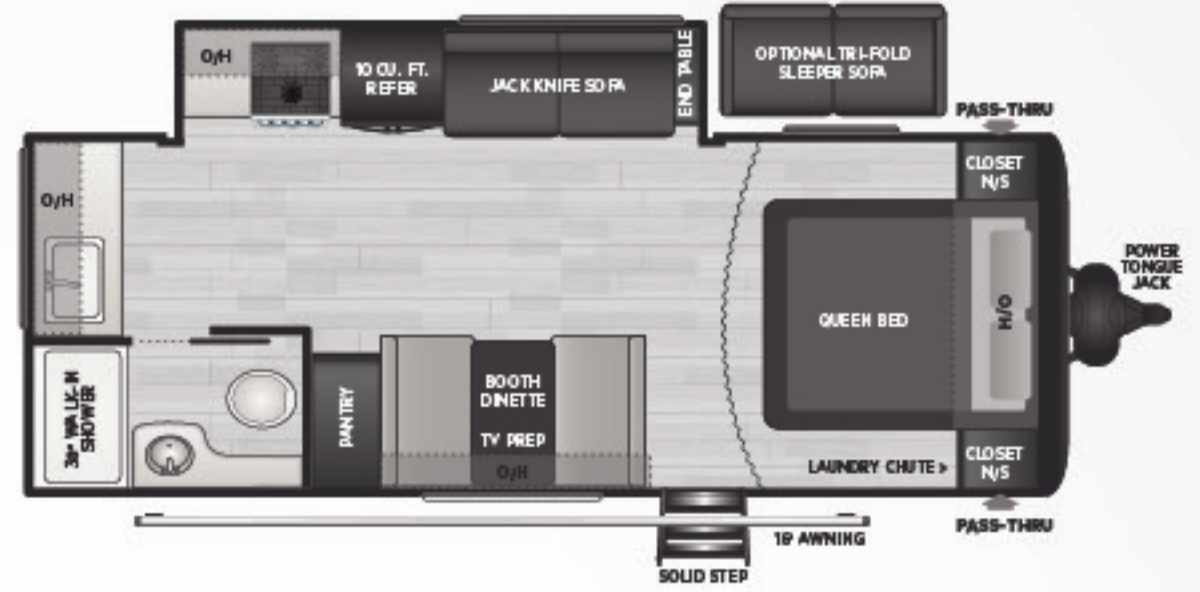 O/H
10 CU. FT.
REFER
JACK KNIFE SOFA
END TABLE
OPTIONAL TRI-FOLD
SLEEPER SOFA
PASS-THRU
CLOSET
N/S
O/H
POWER
TONGUE
JACK
QUEEN BED
O/H
WALK-IN
SHOWER
PANTRY
BOOTH
DINETTE
TV PREP
O/H
LAUNDRY CHUTE >
CLOSET
N/S
PASS-THRU
AWNING
SOLID STEP